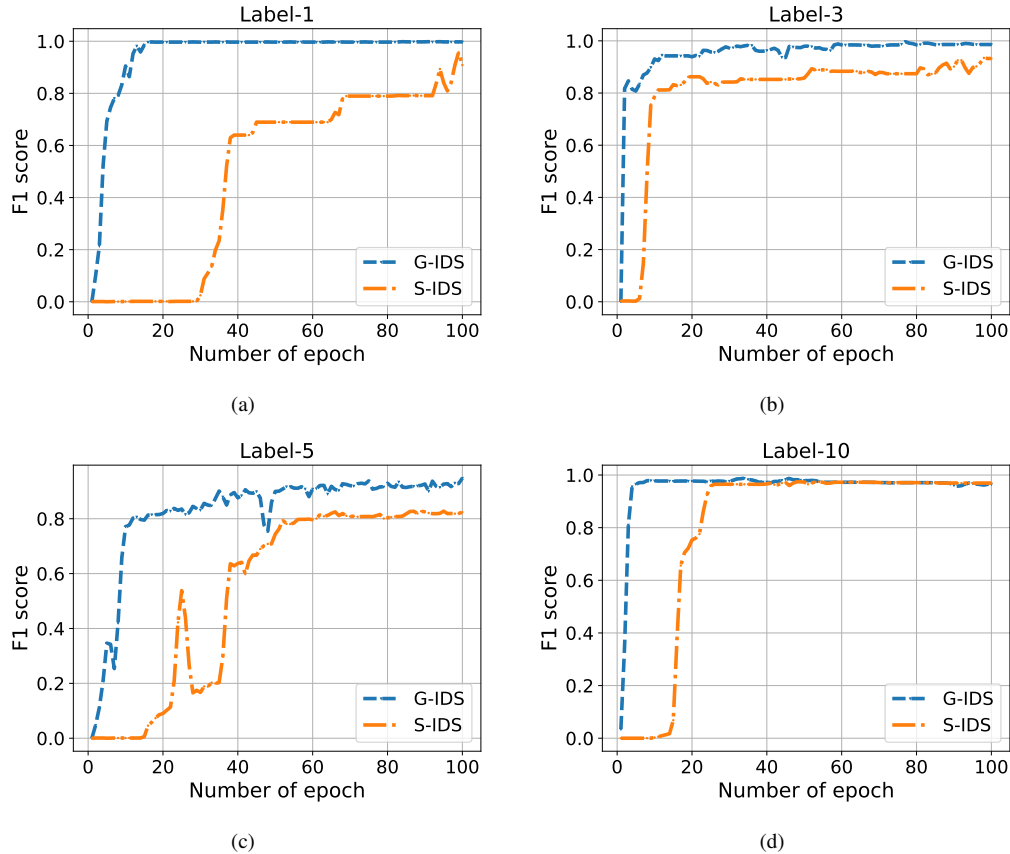 Label-1
F1 score
1.0
0.8
0.6
0.4
0.2
0.0
G-IDS
S-IDS
0 20 40 60 80 100
Number of epoch
(a)
Label-3
F1 score
1.0
0.8
0.6
0.4
0.2
0.0
G-IDS
S-IDS
0 20 40 60 80 100
Number of epoch
(b)
Label-5
F1 score
0.8
0.6
0.4
0.2
0.0
G-IDS
S-IDS
0 20 40 60 80 100
Number of epoch
(c)
Label-10
F1 score
1.0
0.8
0.6
0.4
0.2
0.0
G-IDS
S-IDS
0 20 40 60 80 100
Number of epoch
(d)